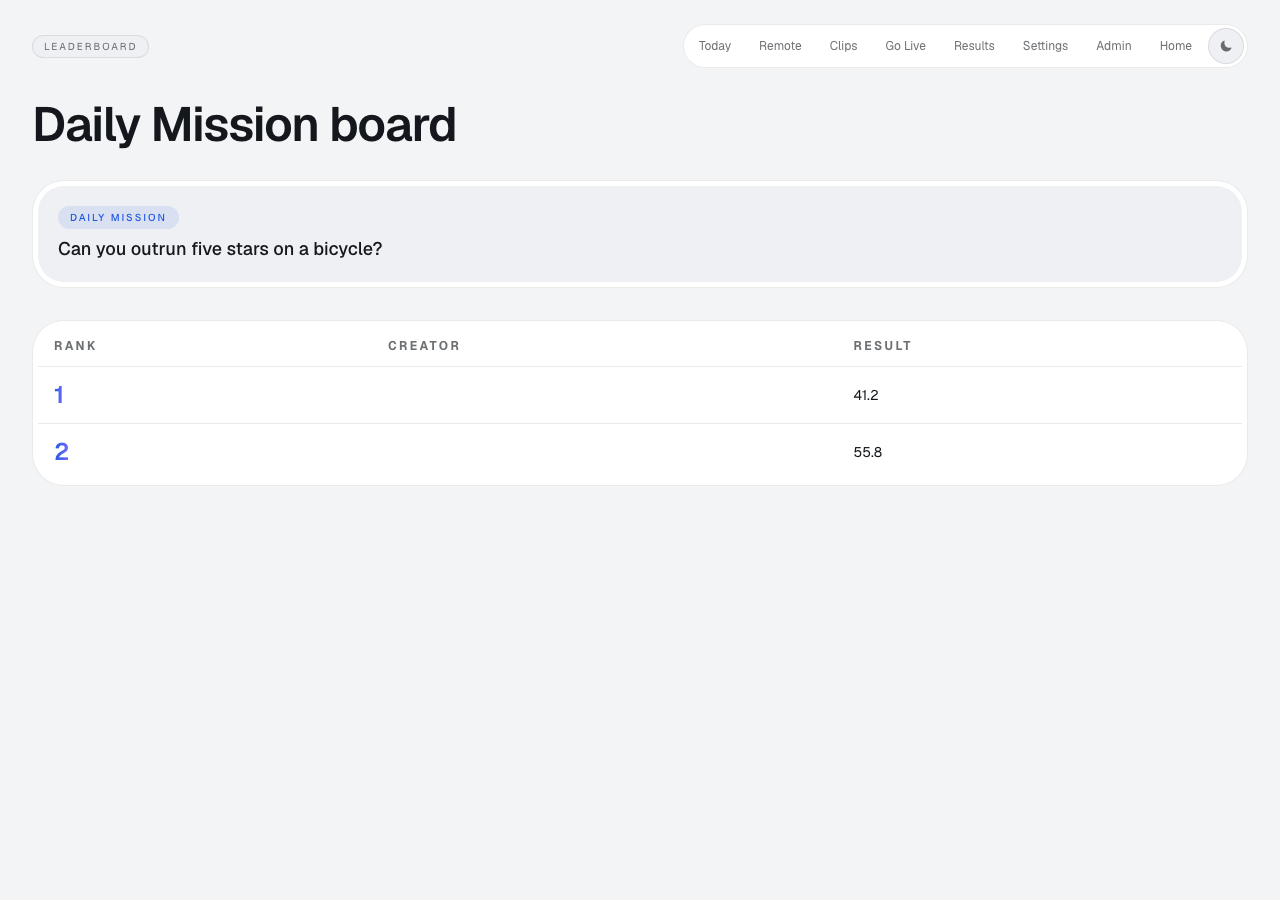 LEADERBOARD
Today Remote Clips Go Live Results Settings Admin Home
Daily Mission board
DAILY MISSION
Can you outrun five stars on a bicycle?
RANK CREATOR RESULT
1 41.2
2 55.8